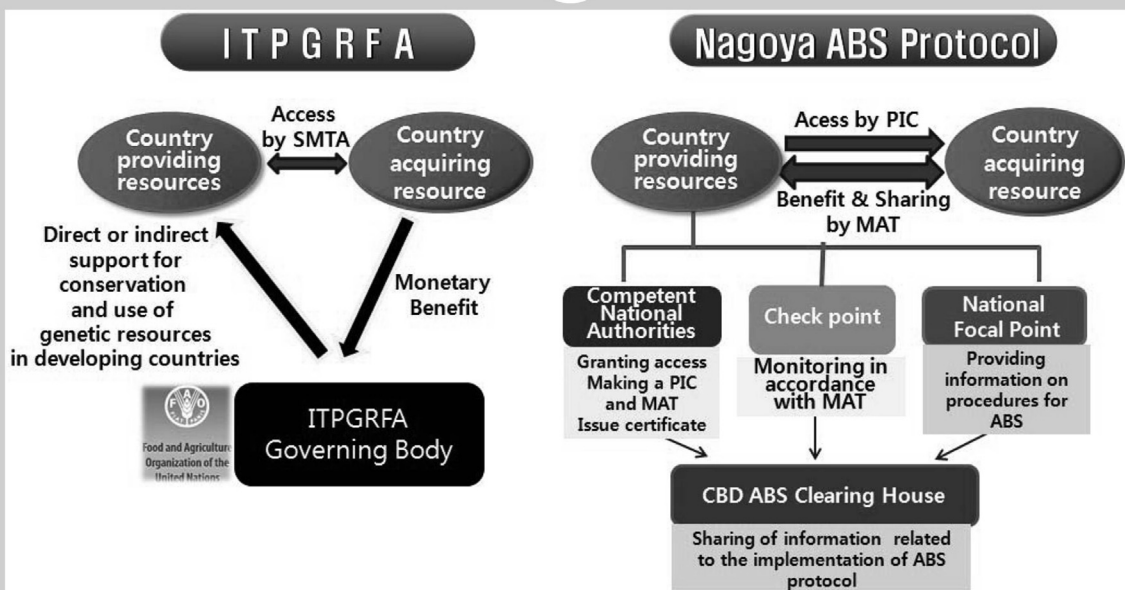 ITPGRFA
Country
providing
resources
Access
by SMTA
Country
acquiring
resource
Direct or indirect
support for
conservation
and use of
genetic resources
in developing countries
Monetary
Benefit
F A O
FIAT PANIS
Food and Agriculture
Organization of the
United Nations
ITPGRFA
Governing Body
Nagoya ABS Protocol
Country
providing
resources
Acess by PIC
Benefit & Sharing
by MAT
Country
acquiring
resource
Competent
National
Authorities
Granting access
Making a PIC
and MAT
Issue certificate
Check point
Monitoring in
accordance
with MAT
National
Focal Point
Providing
information on
procedures for
ABS
CBD ABS Clearing House
Sharing of information related
to the implementation of ABS
protocol